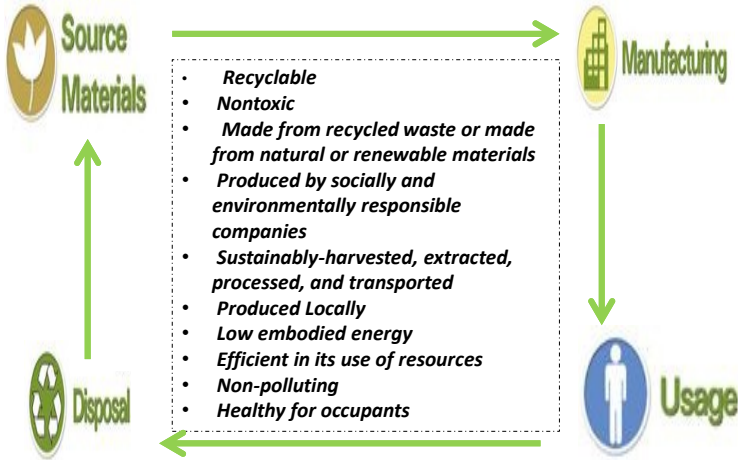 Source
Materials
Manufacturing
• Recyclable
• Nontoxic
• Made from recycled waste or made
from natural or renewable materials
• Produced by socially and
environmentally responsible
companies
• Sustainably-harvested, extracted,
processed, and transported
• Produced Locally
• Low embodied energy
• Efficient in its use of resources
• Non-polluting
• Healthy for occupants
Disposal
Usage